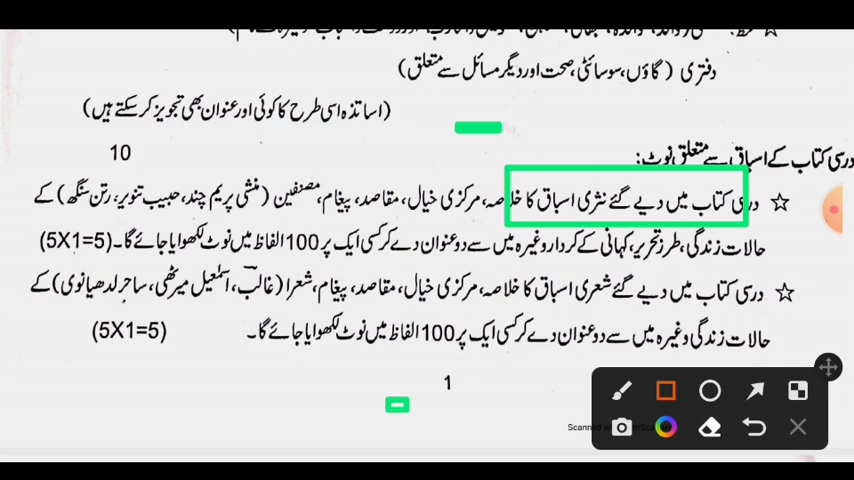 دفتری (گاؤں، سوسائٹی، صحت اور دیگر مسائل سے متعلق)
(اساتذہ اسی طرح کا کوئی اور عنوان بھی تجویز کر سکتے ہیں)
درسی کتاب کے اسباق سے متعلق نوٹ: 10
☆ درسی کتاب میں دیے گئے نثری اسباق کا خلاصہ، مرکزی خیال، مقاصد، پیغام، مصنفین (منشی پریم چند، حبیب تنویر، رتن سنگھ) کے
حالات زندگی، طرز تحریر، کہانی کے کردار وغیرہ میں سے دو عنوان دے کر کسی ایک پر 100 الفاظ میں نوٹ لکھوایا جائے گا۔ (5X1=5)
☆ درسی کتاب میں دیے گئے شعری اسباق کا خلاصہ، مرکزی خیال، مقاصد، پیغام، شعرا (غالب، اسمٰعیل میرٹھی، ساحر لدھیانوی) کے
حالات زندگی وغیرہ میں سے دو عنوان دے کر کسی ایک پر 100 الفاظ میں نوٹ لکھوایا جائے گا۔ (5X1=5)
1